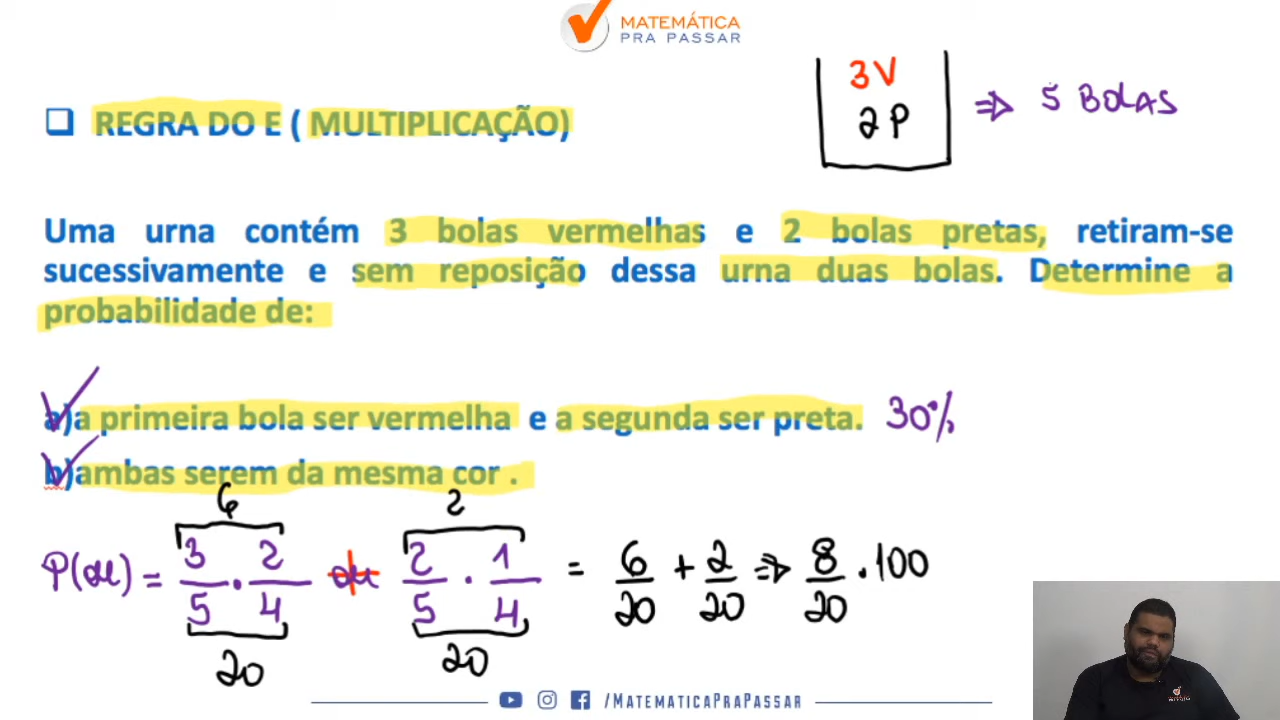 MATEMÁTICA
PRA PASSAR
3V
2P
⇒ 5 BOLAS
REGRA DO E ( MULTIPLICAÇÃO)
Uma urna contém 3 bolas vermelhas e 2 bolas pretas, retiram-se
sucessivamente e sem reposição dessa urna duas bolas. Determine a
probabilidade de:
a)a primeira bola ser vermelha e a segunda ser preta. 30%
b)ambas serem da mesma cor .
6 2
P(ou) = 3/5 · 2/4 + 2/5 · 1/4 = 6/20 + 2/20 ⇒ 8/20 · 100
20 20
/MatematicaPraPassar